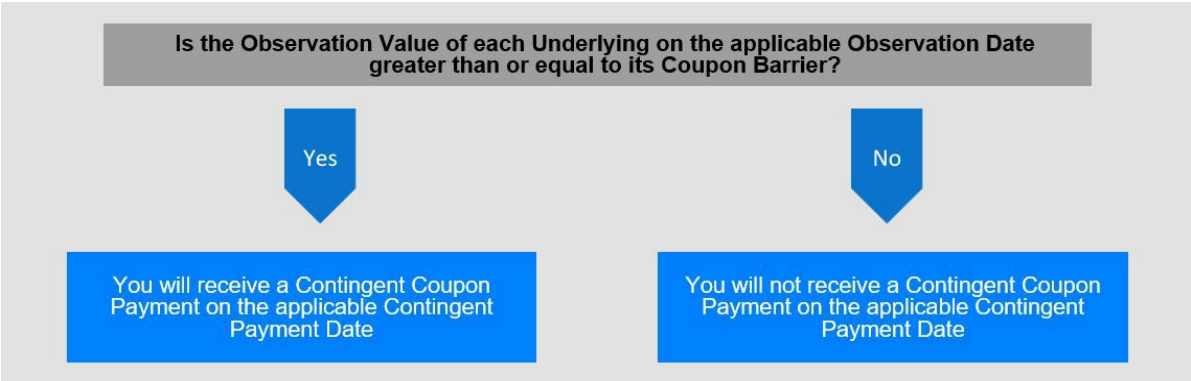 Is the Observation Value of each Underlying on the applicable Observation Date
greater than or equal to its Coupon Barrier?
Yes
No
You will receive a Contingent Coupon
Payment on the applicable Contingent
Payment Date
You will not receive a Contingent Coupon
Payment on the applicable Contingent
Payment Date